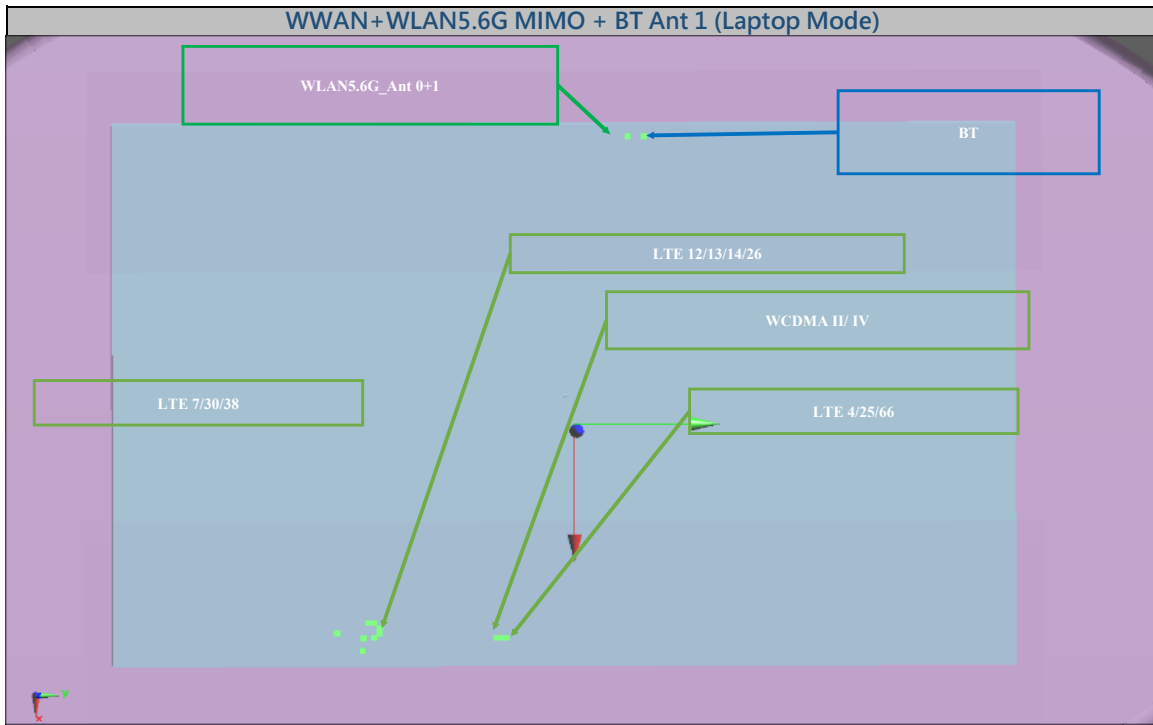 WWAN+WLAN5.6G MIMO + BT Ant 1 (Laptop Mode)
WLAN5.6G_Ant 0+1
BT
LTE 12/13/14/26
WCDMA II/ IV
LTE 7/30/38
LTE 4/25/66
y
x